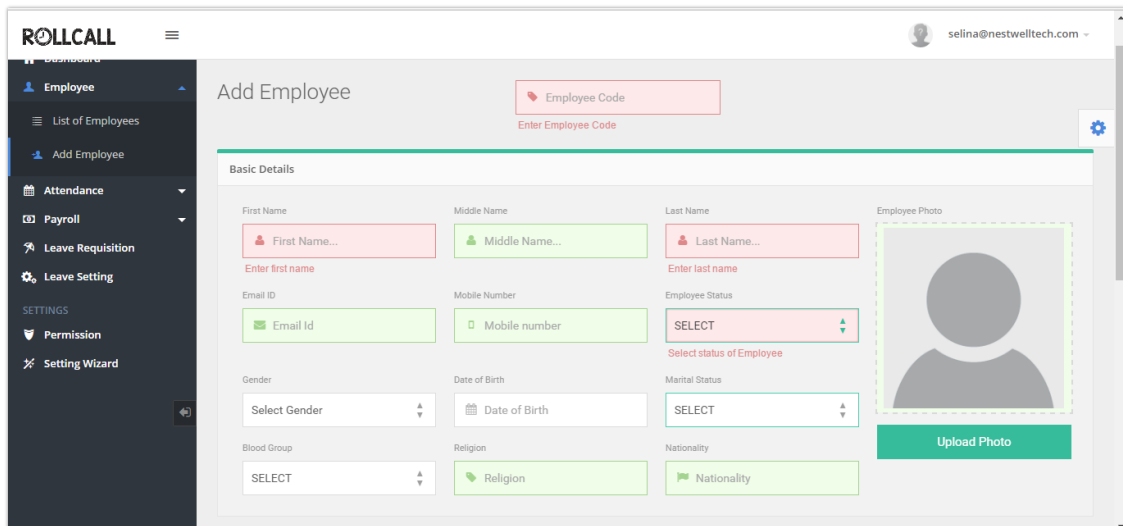 ROLLCALL
selina@nestwelltech.com
Dashboard
Employee
List of Employees
Add Employee
Attendance
Payroll
Leave Requisition
Leave Setting
SETTINGS
Permission
Setting Wizard
Add Employee
Employee Code
Enter Employee Code
Basic Details
First Name
Middle Name
Last Name
Employee Photo
First Name...
Middle Name...
Last Name...
Enter first name
Enter last name
Email ID
Mobile Number
Employee Status
Email Id
Mobile number
SELECT
Select status of Employee
Gender
Date of Birth
Marital Status
Select Gender
Date of Birth
SELECT
Upload Photo
Blood Group
Religion
Nationality
SELECT
Religion
Nationality